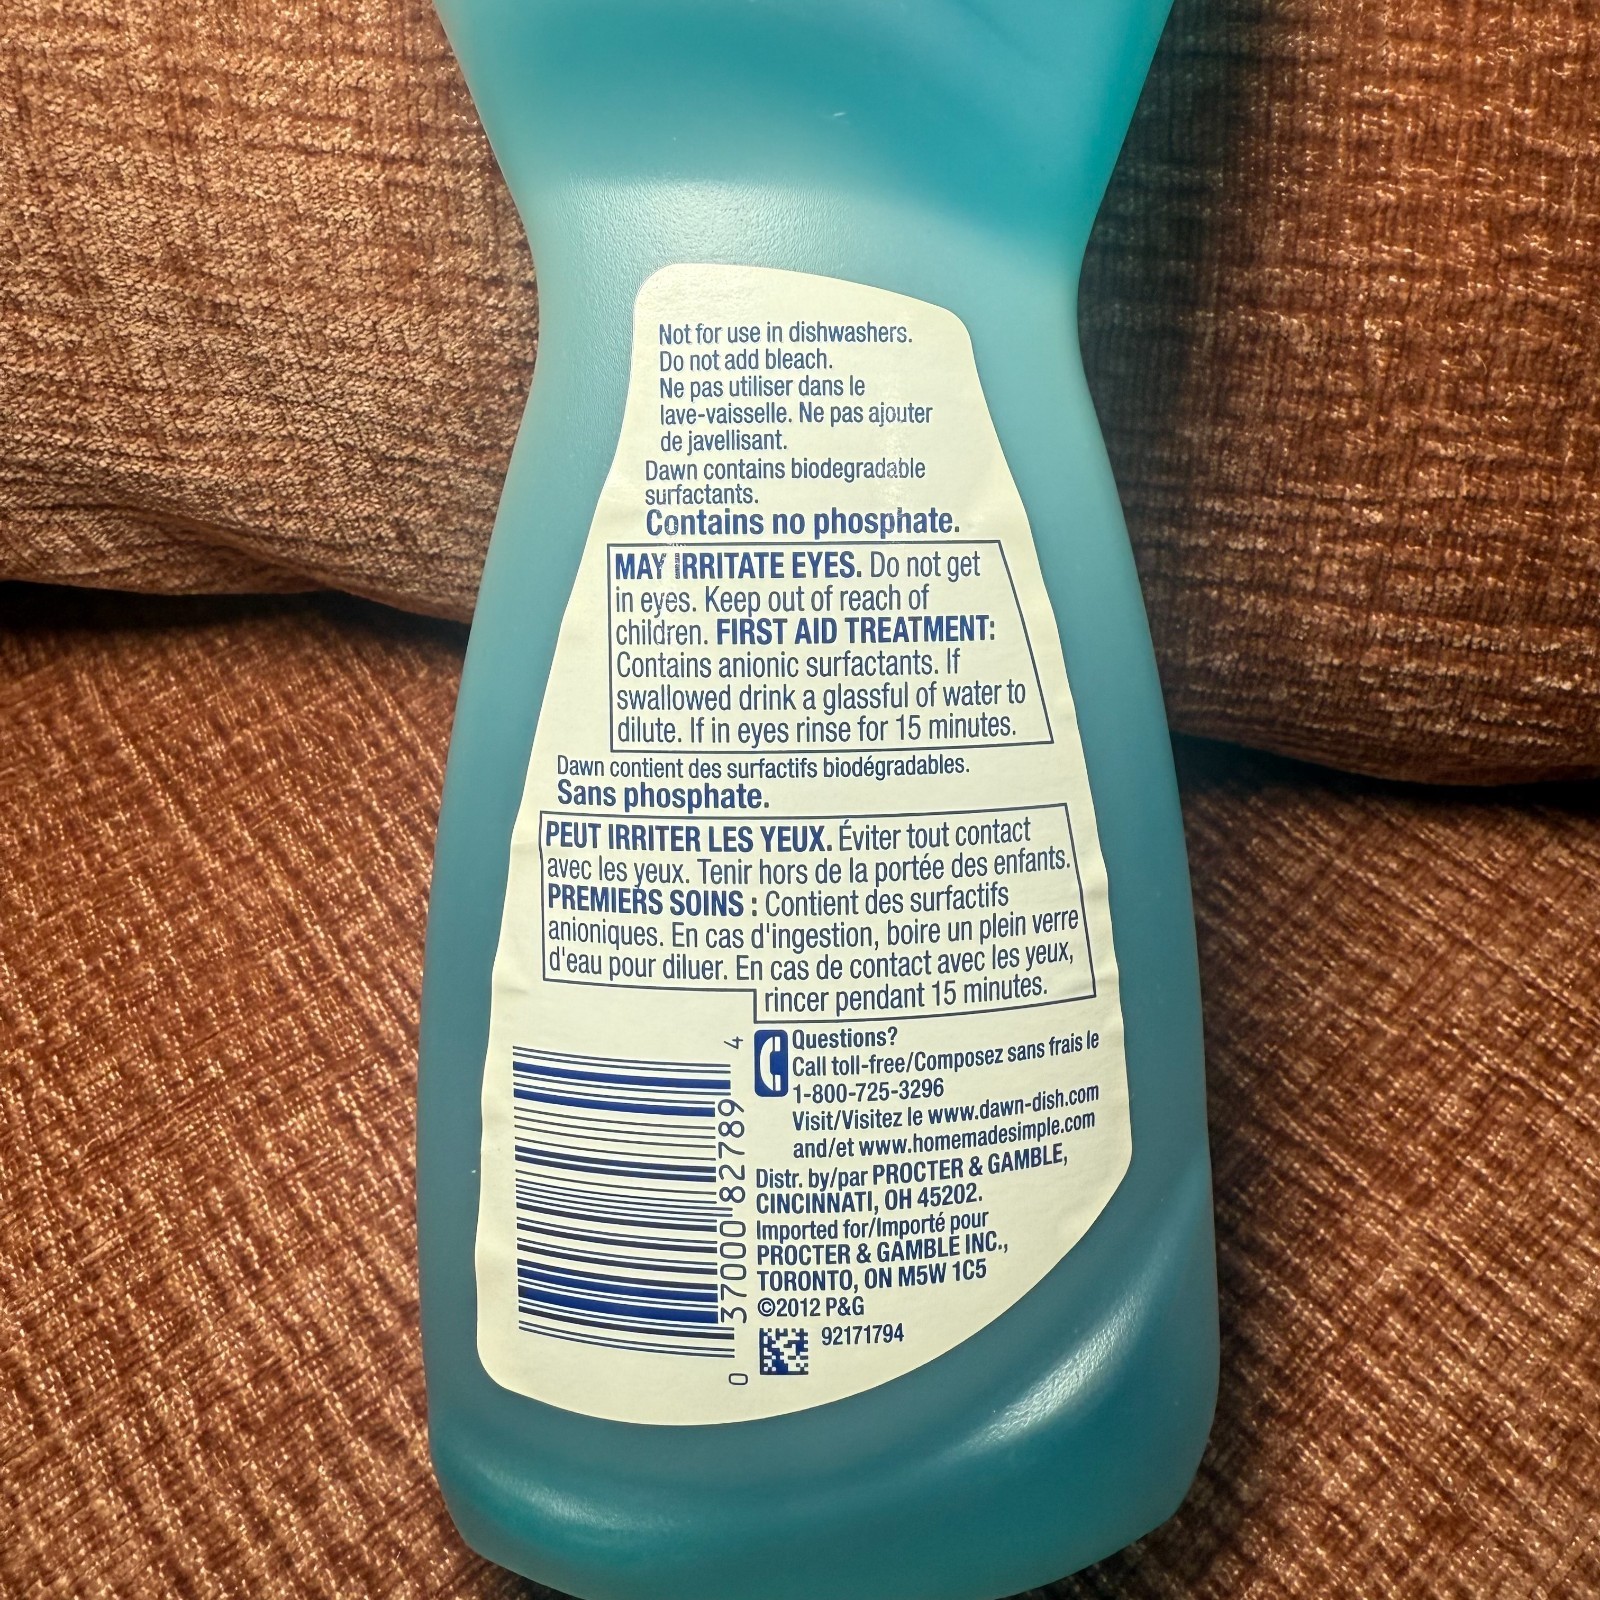 Not for use in dishwashers.
Do not add bleach.
Ne pas utiliser dans le
lave-vaisselle. Ne pas ajouter
de javellisant.
Dawn contains biodegradable
surfactants.
Contains no phosphate.
MAY IRRITATE EYES. Do not get
in eyes. Keep out of reach of
children. FIRST AID TREATMENT:
Contains anionic surfactants. If
swallowed drink a glassful of water to
dilute. If in eyes rinse for 15 minutes.
Dawn contient des surfactifs biodégradables.
Sans phosphate.
PEUT IRRITER LES YEUX. Éviter tout contact
avec les yeux. Tenir hors de la portée des enfants.
PREMIERS SOINS : Contient des surfactifs
anioniques. En cas d'ingestion, boire un plein verre
d'eau pour diluer. En cas de contact avec les yeux,
rincer pendant 15 minutes.
Questions?
Call toll-free/Composez sans frais le
1-800-725-3296
Visit/Visitez le www.dawn-dish.com
and/et www.homemadesimple.com
Distr. by/par PROCTER & GAMBLE,
CINCINNATI, OH 45202.
Imported for/Importé pour
PROCTER & GAMBLE INC.,
TORONTO, ON M5W 1C5
©2012 P&G
92171794
0 37000 82789 4